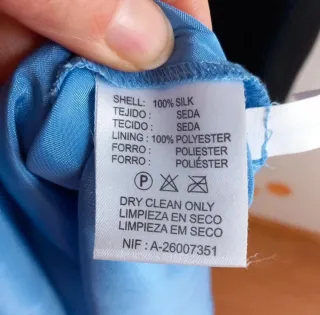 SHELL: 100% SILK
TEJIDO : SEDA
TECIDO : SEDA
LINING : 100% POLYESTER
FORRO : POLIESTER
FORRO : POLIÉSTER
P
DRY CLEAN ONLY
LIMPIEZA EN SECO
LIMPIEZA EM SECO
NIF : A-26007351